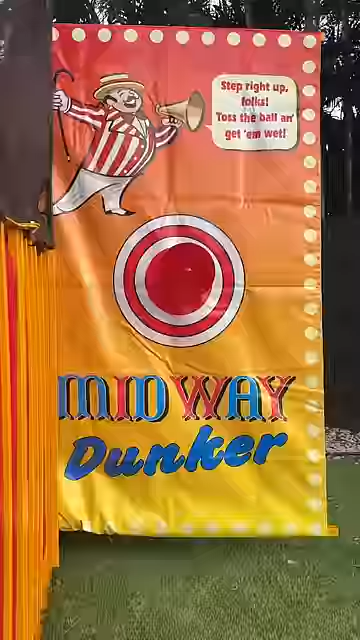 Step right up,
folks!
Toss the ball an'
get 'em wet!
MIDWAY
Dunker